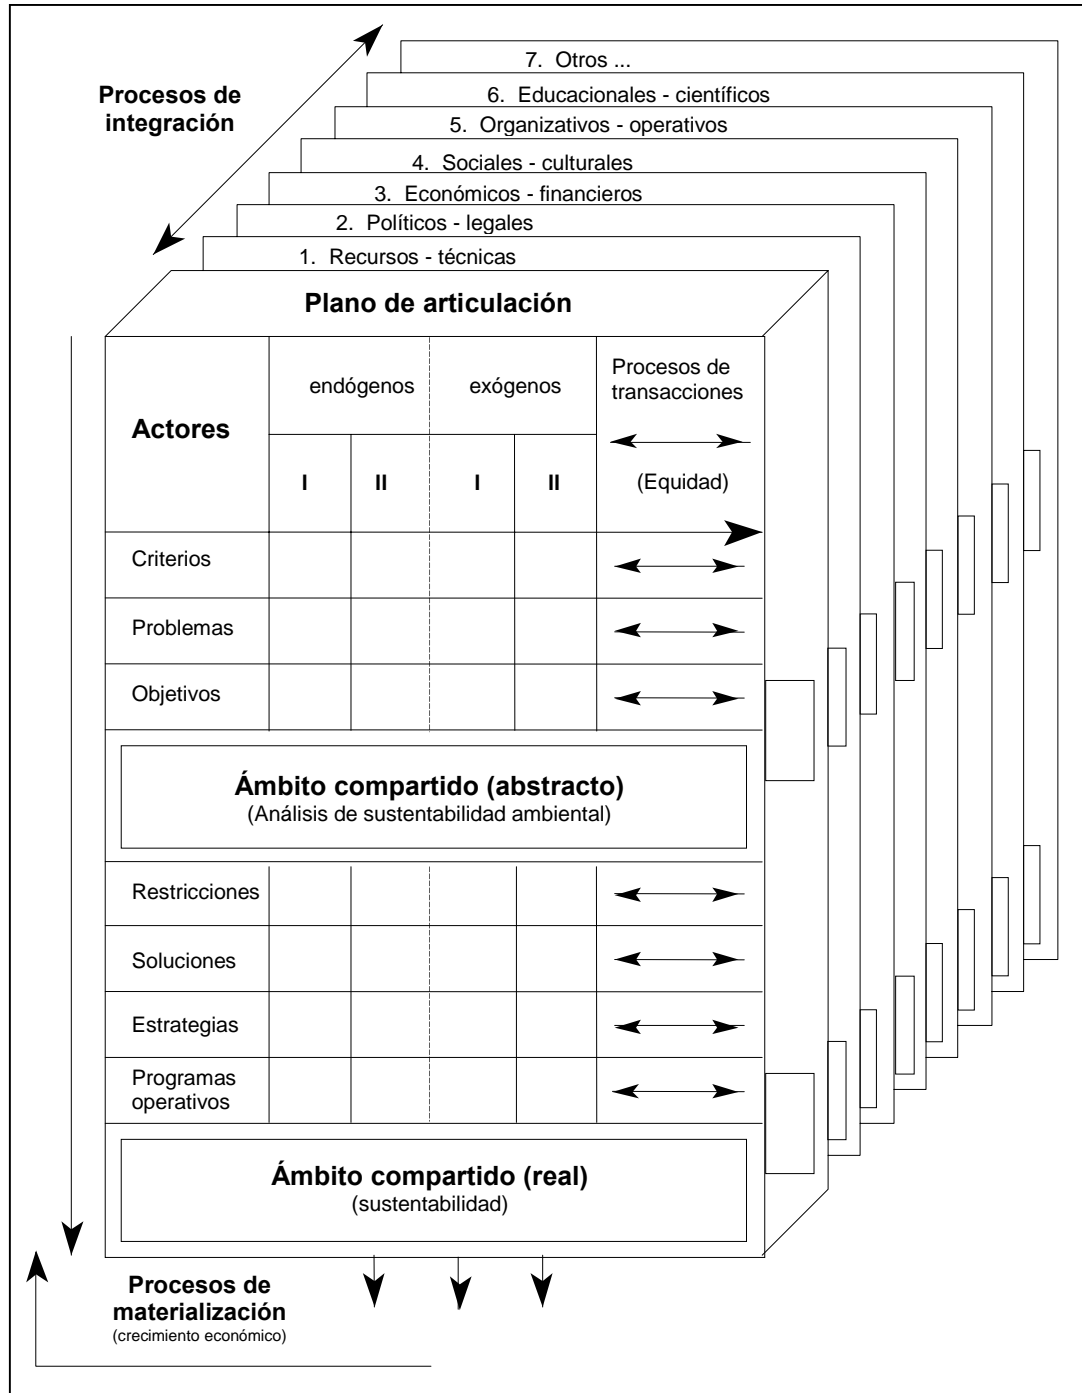 Procesos de
integración
7. Otros ...
6. Educacionales - científicos
5. Organizativos - operativos
4. Sociales - culturales
3. Económicos - financieros
2. Políticos - legales
1. Recursos - técnicas
Plano de articulación
Actores
endógenos
exógenos
Procesos de
transacciones
I
II
I
II
(Equidad)
Criterios
Problemas
Objetivos
Ámbito compartido (abstracto)
(Análisis de sustentabilidad ambiental)
Restricciones
Soluciones
Estrategias
Programas
operativos
Ámbito compartido (real)
(sustentabilidad)
Procesos de
materialización
(crecimiento económico)